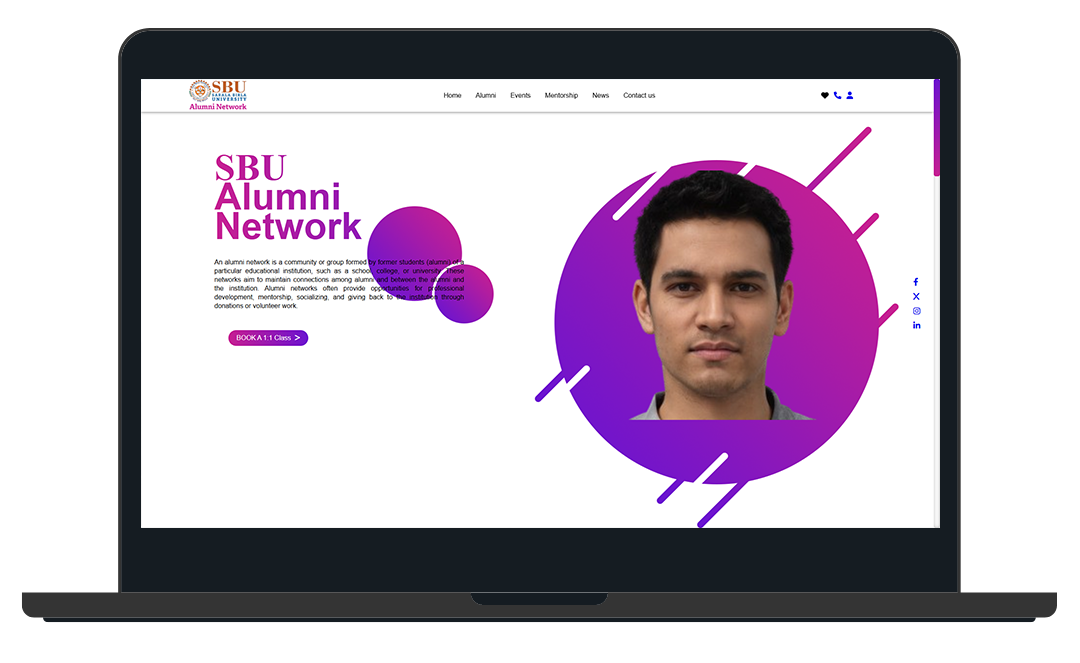 SBU
SARALA BIRLA
UNIVERSITY
Alumni Network
Home Alumni Events Mentorship News Contact us
SBU
Alumni
Network
An alumni network is a community or group formed by former students (alumni) of a
particular educational institution, such as a school, college, or university. These
networks aim to maintain connections among alumni and between the alumni and
the institution. Alumni networks often provide opportunities for professional
development, mentorship, socializing, and giving back to the institution through
donations or volunteer work.
BOOK A 1:1 Class >